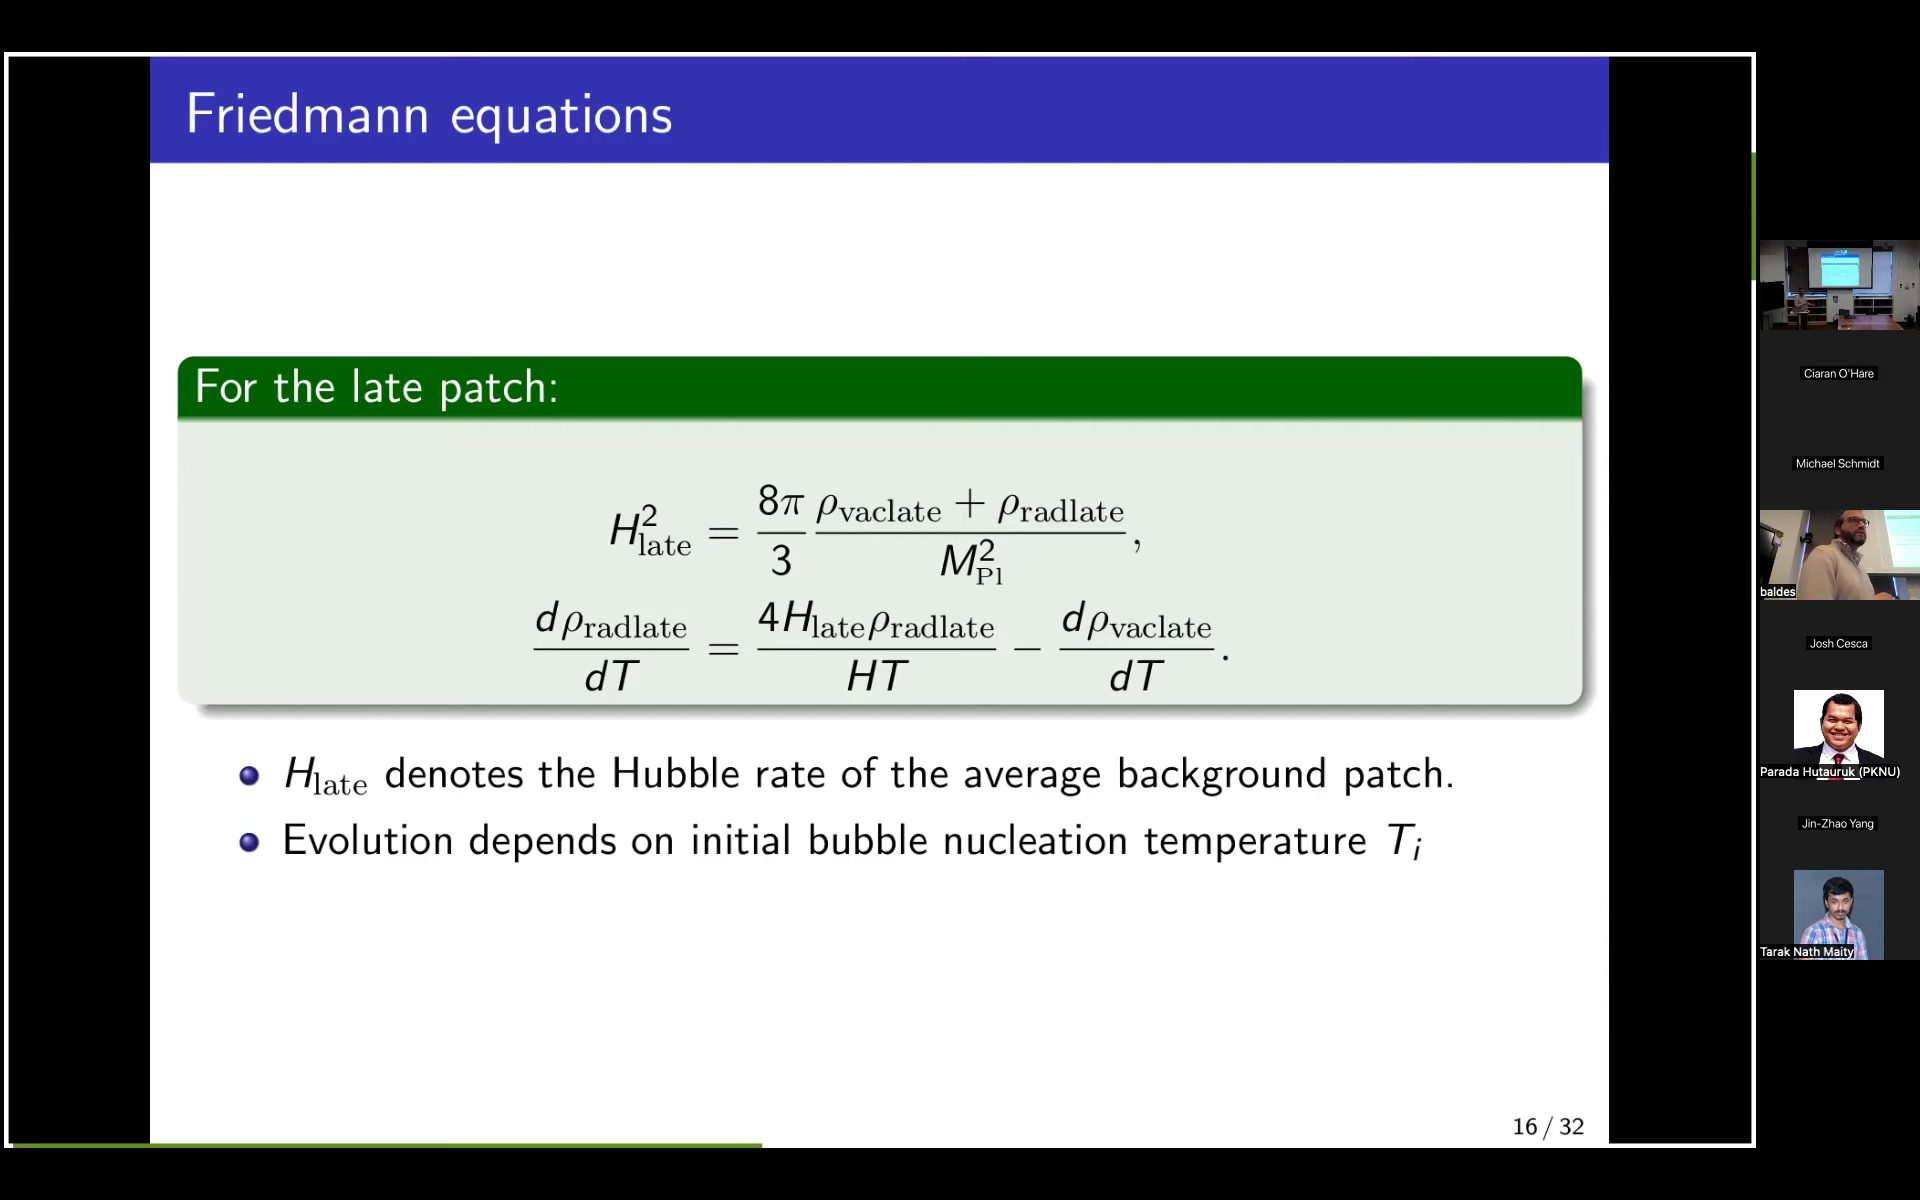 Friedmann equations
For the late patch:
H²_late = 8π/3 (ρ_vaclate + ρ_radlate)/M²_Pl,
dρ_radlate/dT = 4H_late ρ_radlate/HT − dρ_vaclate/dT.
H_late denotes the Hubble rate of the average background patch.
Evolution depends on initial bubble nucleation temperature T_i
16 / 32
Ciaran O'Hare
Michael Schmidt
baldes
Josh Cesca
Parada Hutauruk (PKNU)
Jin-Zhao Yang
Tarak Nath Maity